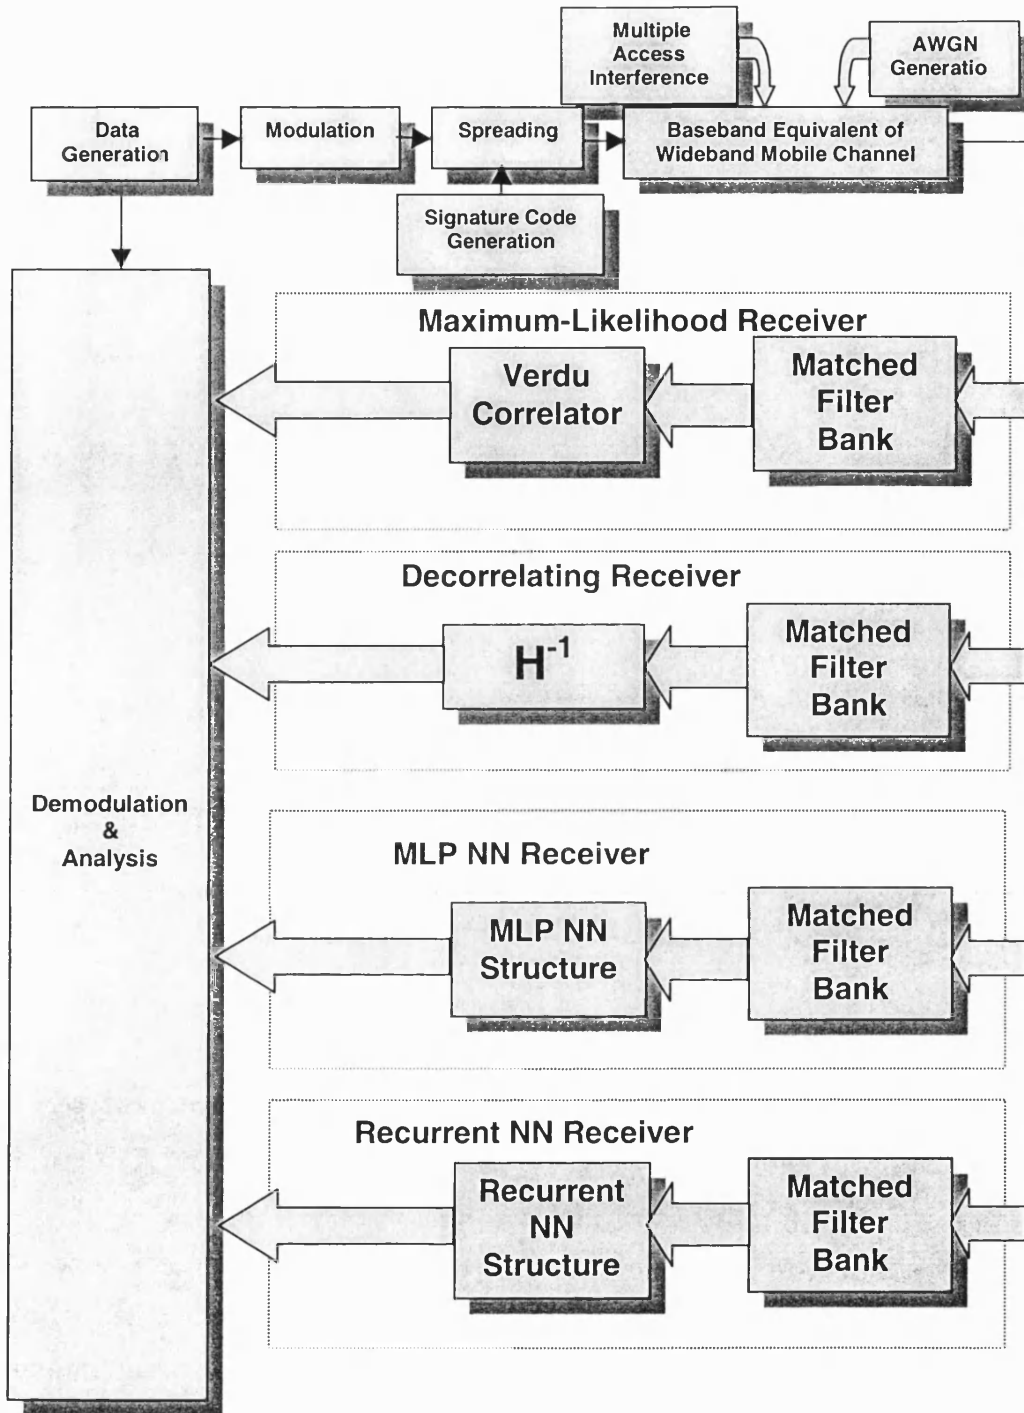 Multiple
Access
Interference
AWGN
Generatio
Data
Generation
Modulation
Spreading
Baseband Equivalent of
Wideband Mobile Channel
Signature Code
Generation
Maximum-Likelihood Receiver
Verdu
Correlator
Matched
Filter
Bank
Decorrelating Receiver
H⁻¹
Matched
Filter
Bank
Demodulation
&
Analysis
MLP NN Receiver
MLP NN
Structure
Matched
Filter
Bank
Recurrent NN Receiver
Recurrent
NN
Structure
Matched
Filter
Bank